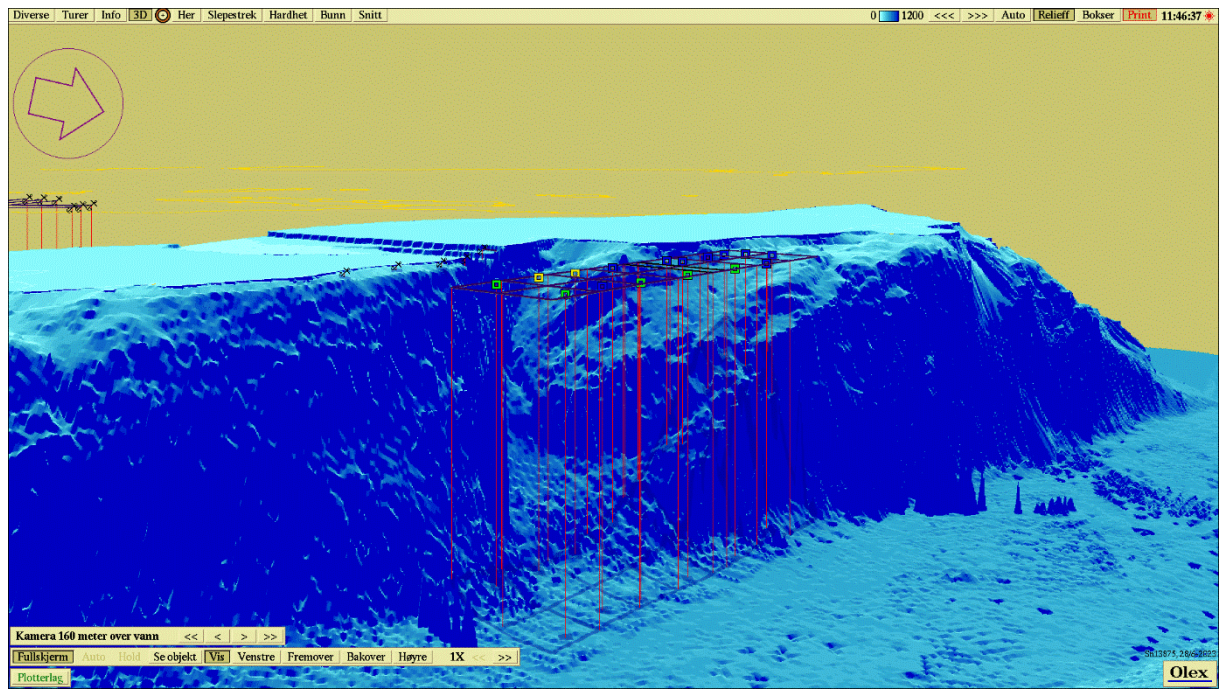 Diverse Turer Info 3D Her Slepestrek Hardhet Bunn Snitt 0 1200 <<< >>> Auto Relieff Bokser Print 11:46:37
Kamera 160 meter over vann << < > >>
Fullskjerm Auto Hold Se objekt Vis Venstre Fremover Bakover Høyre 1X << >>
Plotterlag
Olex